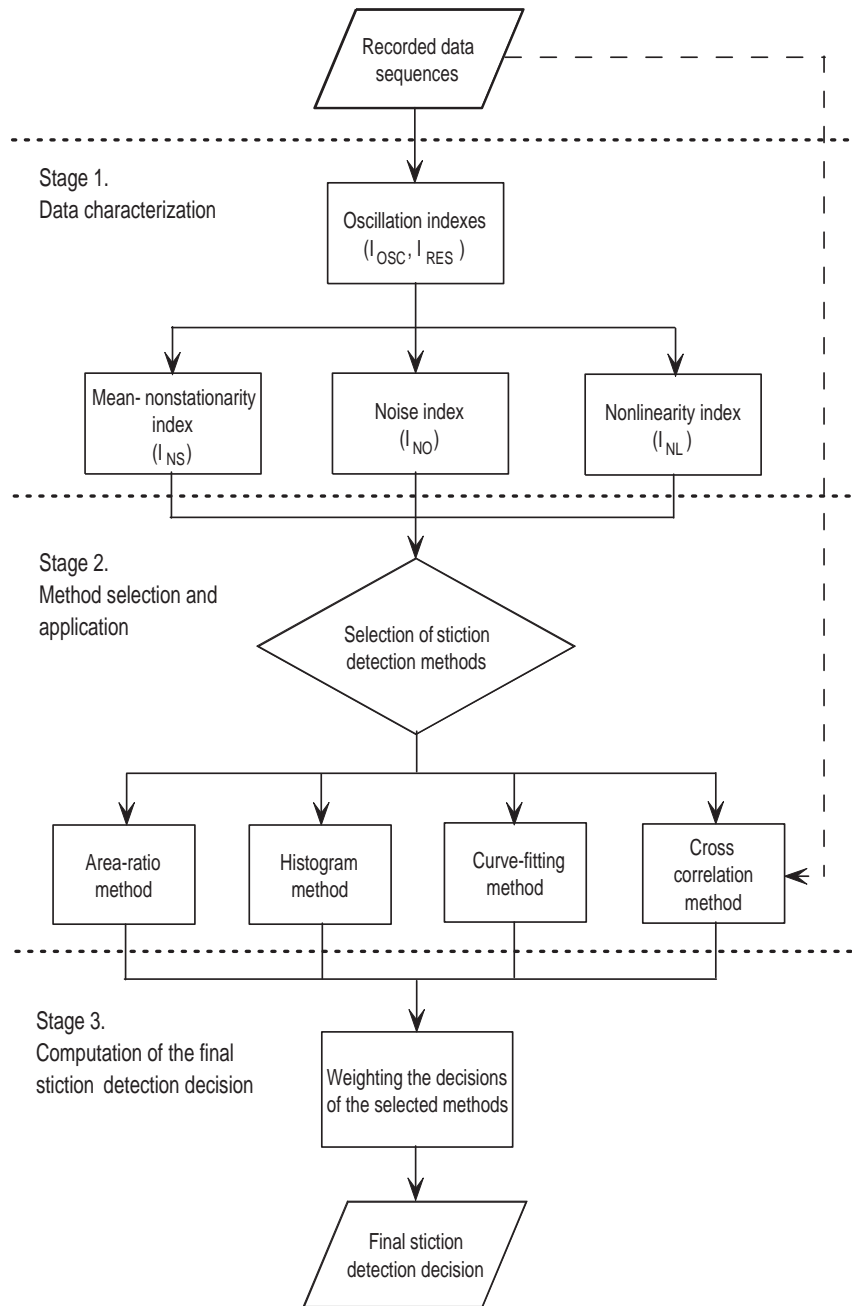 Recorded data
sequences
Stage 1.
Data characterization
Oscillation indexes
(I OSC, I RES )
Mean- nonstationarity
index
(I NS)
Noise index
(I NO)
Nonlinearity index
(I NL)
Stage 2.
Method selection and
application
Selection of stiction
detection methods
Area-ratio
method
Histogram
method
Curve-fitting
method
Cross
correlation
method
Stage 3.
Computation of the final
stiction detection decision
Weighting the decisions
of the selected methods
Final stiction
detection decision